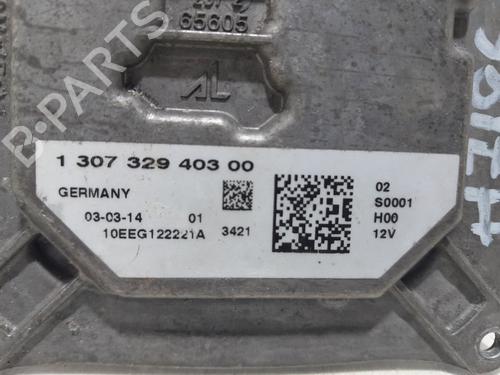 65605
AL
B-PARTS
1 307 329 403 00
GERMANY
03-03-14 01
10EEG122221A 3421
02
S0001
H00
12V